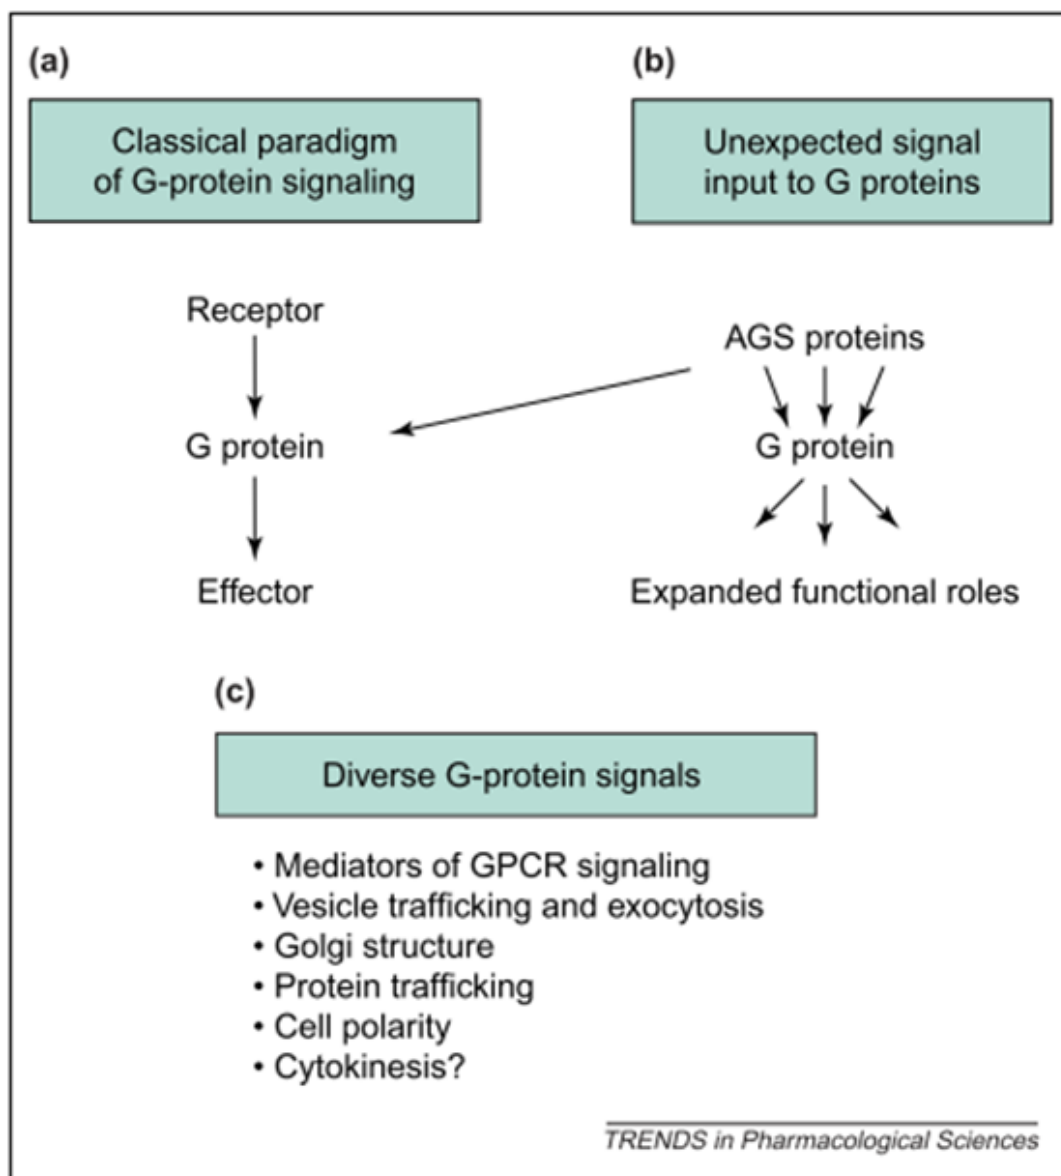 (a)
Classical paradigm
of G-protein signaling
Receptor
G protein
Effector
(b)
Unexpected signal
input to G proteins
AGS proteins
G protein
Expanded functional roles
(c)
Diverse G-protein signals
• Mediators of GPCR signaling
• Vesicle trafficking and exocytosis
• Golgi structure
• Protein trafficking
• Cell polarity
• Cytokinesis?
TRENDS in Pharmacological Sciences